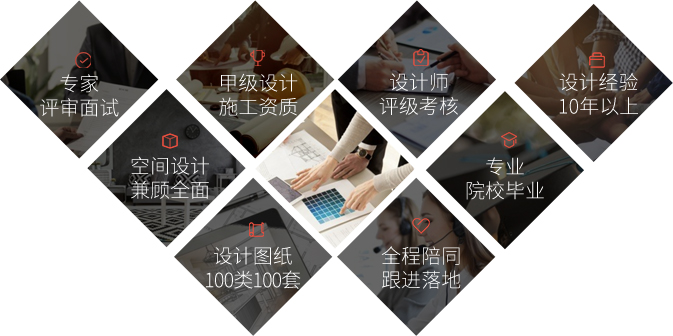 专家
评审面试
甲级设计
施工资质
设计师
评级考核
设计经验
10年以上
空间设计
兼顾全面
专业
院校毕业
设计图纸
100类100套
全程陪同
跟进落地